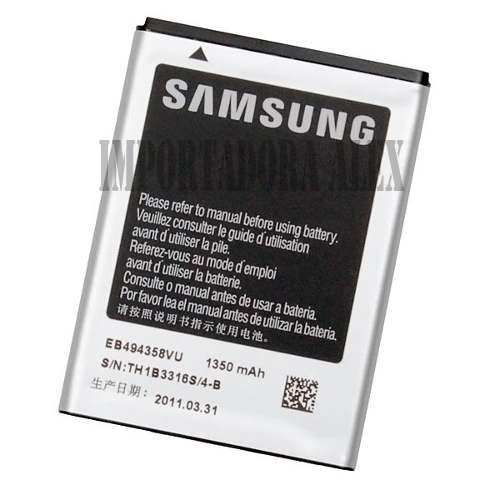 SAMSUNG
IMPORTADORA ALEX
Please refer to manual before using battery.
Veuillez consulter le guide d'utilisation
avant d'utiliser la pile.
Referez-vous au mode d'emploi
avant d'utiliser la batterie.
Consulte o manual antes de usar a bateria.
Por favor lea el manual antes de utilizar la batería.
请按照说明书指示使用电池。
EB494358VU 1350 mAh
S/N:TH1B3316S/4-B
生产日期: 2011.03.31